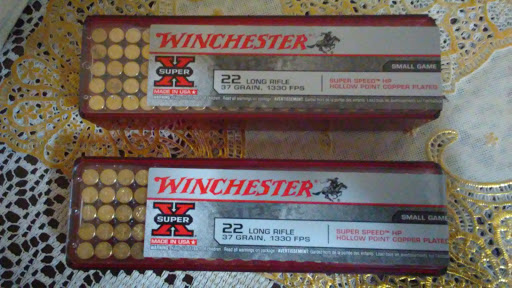 WINCHESTER
SMALL GAME
SUPER
X
MADE IN USA
22 LONG RIFLE
37 GRAIN, 1330 FPS
SUPER SPEED™ HP
HOLLOW POINT COPPER PLATED
WINCHESTER
SMALL GAME
SUPER
X
MADE IN USA
22 LONG RIFLE
37 GRAIN, 1330 FPS
SUPER SPEED™ HP
HOLLOW POINT COPPER PLATED